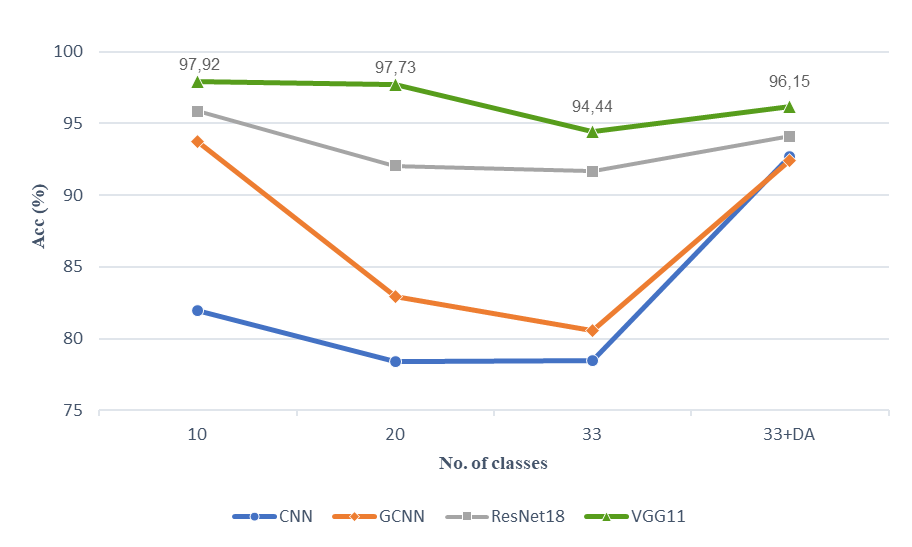 100
97,92
97,73
94,44
96,15
95
90
85
80
75
Acc (%)
10 20 33 33+DA
No. of classes
CNN GCNN ResNet18 VGG11